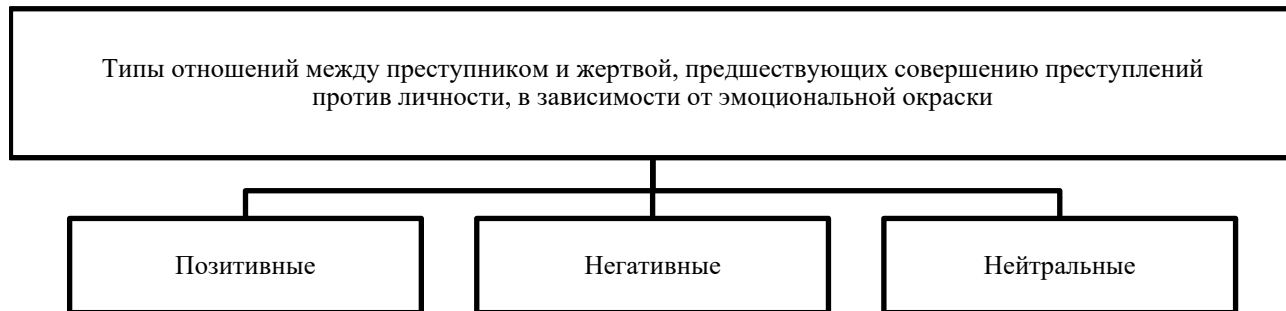 Типы отношений между преступником и жертвой, предшествующих совершению преступлений
против личности, в зависимости от эмоциональной окраски
Позитивные
Негативные
Нейтральные